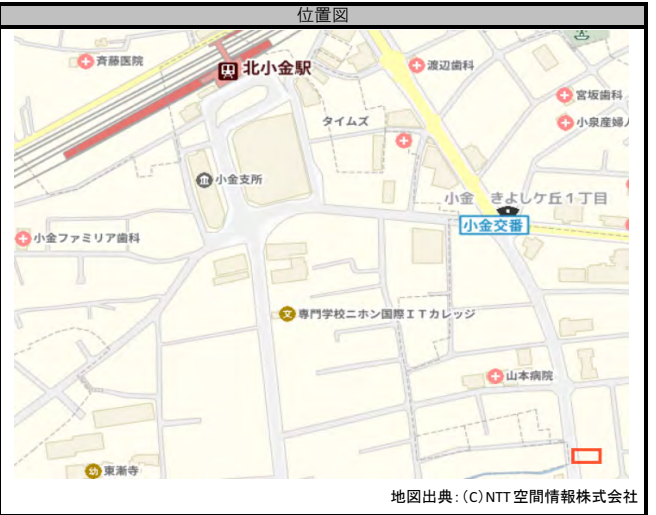 位置図
斉藤医院
北小金駅
渡辺歯科
宮坂歯科
タイムズ
小泉産婦人
小金支所
小金 きよしケ丘1丁目
小金交番
小金ファミリア歯科
文 専門学校ニホン国際ITカレッジ
山本病院
幼 東漸寺
地図出典:(C)NTT空間情報株式会社